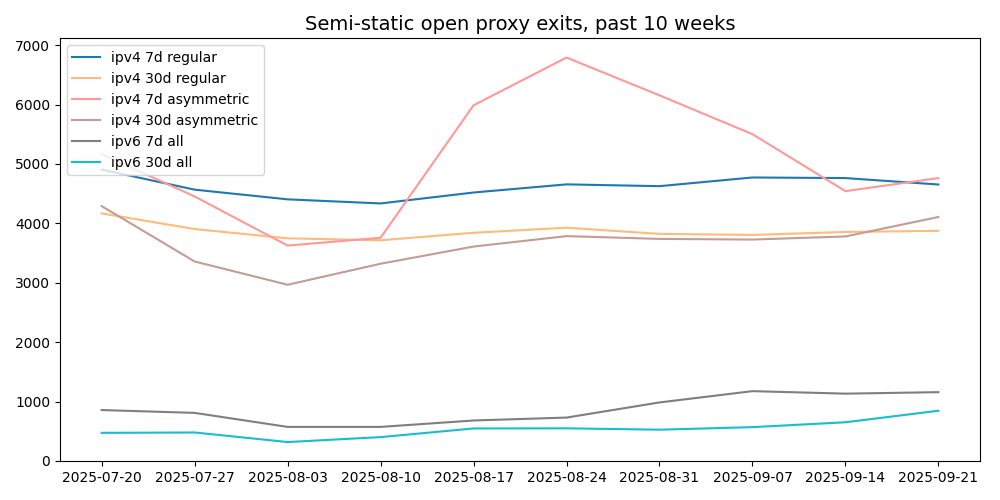 Semi-static open proxy exits, past 10 weeks
7000
6000
5000
4000
3000
2000
1000
0
ipv4 7d regular
ipv4 30d regular
ipv4 7d asymmetric
ipv4 30d asymmetric
ipv6 7d all
ipv6 30d all
2025-07-20 2025-07-27 2025-08-03 2025-08-10 2025-08-17 2025-08-24 2025-08-31 2025-09-07 2025-09-14 2025-09-21